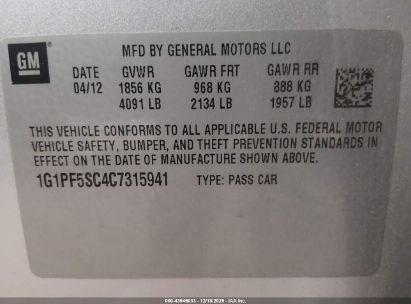 GM
MFD BY GENERAL MOTORS LLC
DATE GVWR GAWR FRT GAWR RR
04/12 1856 KG 968 KG 888 KG
4091 LB 2134 LB 1957 LB
THIS VEHICLE CONFORMS TO ALL APPLICABLE U.S. FEDERAL MOTOR
VEHICLE SAFETY, BUMPER, AND THEFT PREVENTION STANDARDS IN
EFFECT ON THE DATE OF MANUFACTURE SHOWN ABOVE.
1G1PF5SC4C7315941 TYPE: PASS CAR